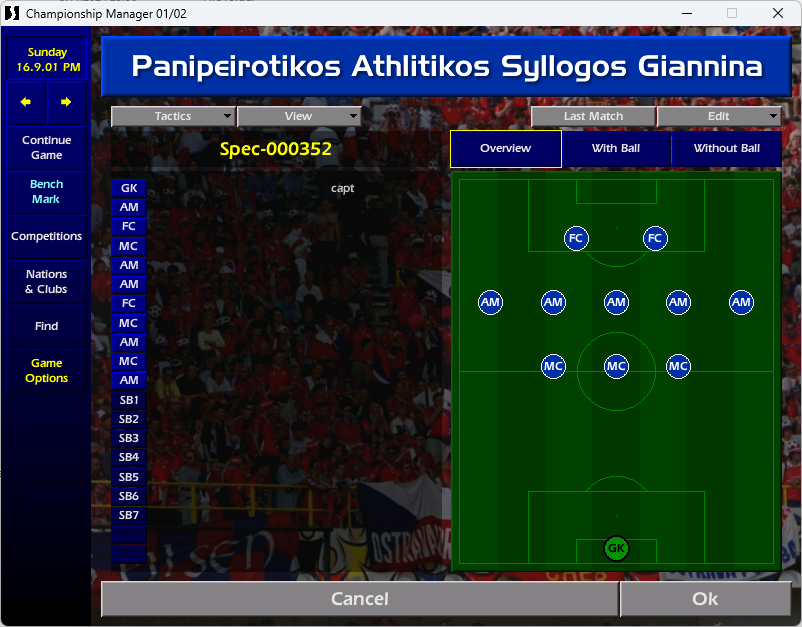 Championship Manager 01/02
Sunday
16.9.01 PM
Panipeirotikos Athlitikos Syllogos Giannina
Tactics
View
Last Match
Edit
Continue
Game
Bench
Mark
Competitions
Nations
& Clubs
Find
Game
Options
Spec-000352
Overview
With Ball
Without Ball
GK capt
AM
FC
MC
AM
AM
FC
MC
AM
MC
AM
SB1
SB2
SB3
SB4
SB5
SB6
SB7
FC FC
AM AM AM AM AM
MC MC MC
GK
Cancel
Ok